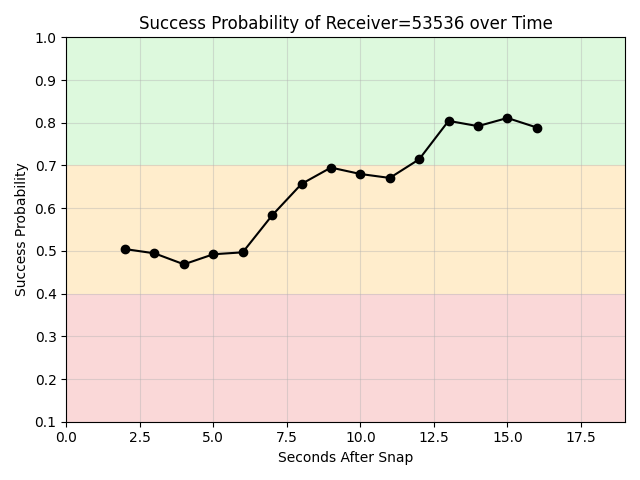 Success Probability of Receiver=53536 over Time
1.0
0.9
0.8
0.7
0.6
0.5
0.4
0.3
0.2
0.1
Success Probability
0.0 2.5 5.0 7.5 10.0 12.5 15.0 17.5
Seconds After Snap